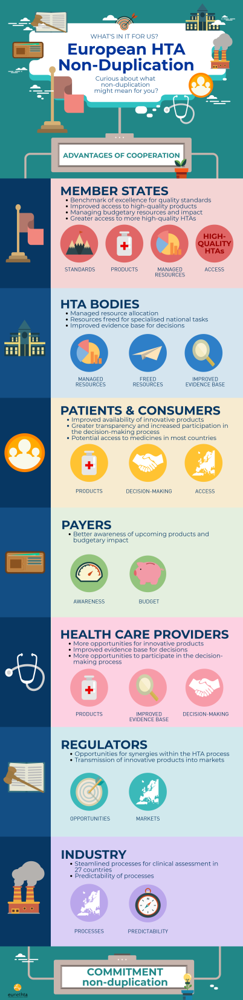 WHAT'S IN IT FOR US?
European HTA
Non-Duplication
Curious about what
non-duplication
might mean for you?
ADVANTAGES OF COOPERATION
MEMBER STATES
• Benchmark of excellence for quality standards
• Improved access to high-quality products
• Managing budgetary resources and impact
• Greater access to more high-quality HTAs
HIGH-
QUALITY
HTAs
STANDARDS
PRODUCTS
MANAGED
RESOURCES
ACCESS
HTA BODIES
• Managed resource allocation
• Resources freed for specialised national tasks
• Improved evidence base for decisions
MANAGED
RESOURCES
FREED
RESOURCES
IMPROVED
EVIDENCE BASE
PATIENTS & CONSUMERS
• Improved availability of innovative products
• Greater transparency and increased participation in
the decision-making process
• Potential access to medicines in most countries
PRODUCTS
DECISION-MAKING
ACCESS
PAYERS
• Better awareness of upcoming products and
budgetary impact
AWARENESS
BUDGET
HEALTH CARE PROVIDERS
• More opportunities for innovative products
• Improved evidence base for decisions
• More opportunities to participate in the decision-
making process
PRODUCTS
IMPROVED
EVIDENCE BASE
DECISION-MAKING
REGULATORS
• Opportunities for synergies within the HTA process
• Transmission of innovative products into markets
OPPORTUNITIES
MARKETS
INDUSTRY
• Streamlined processes for clinical assessment in
27 countries
• Predictability of processes
N
PROCESSES
PREDICTABILITY
COMMITMENT
non-duplication
eunethta